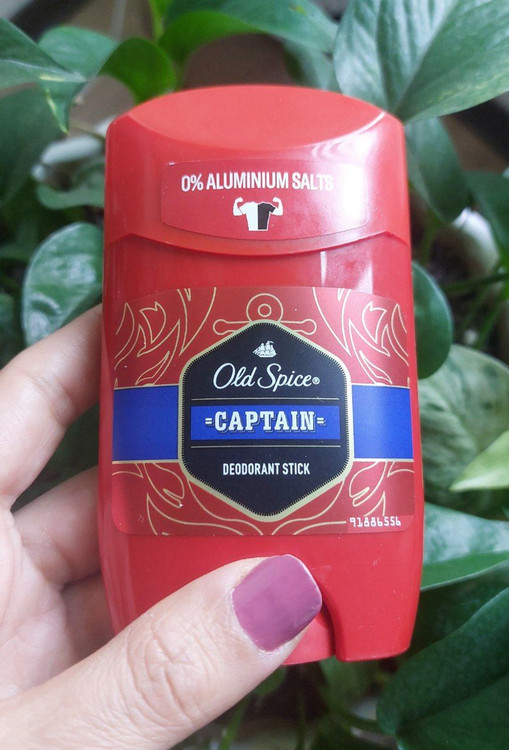 0% ALUMINIUM SALTS
Old Spice®
CAPTAIN
DEODORANT STICK
91886556